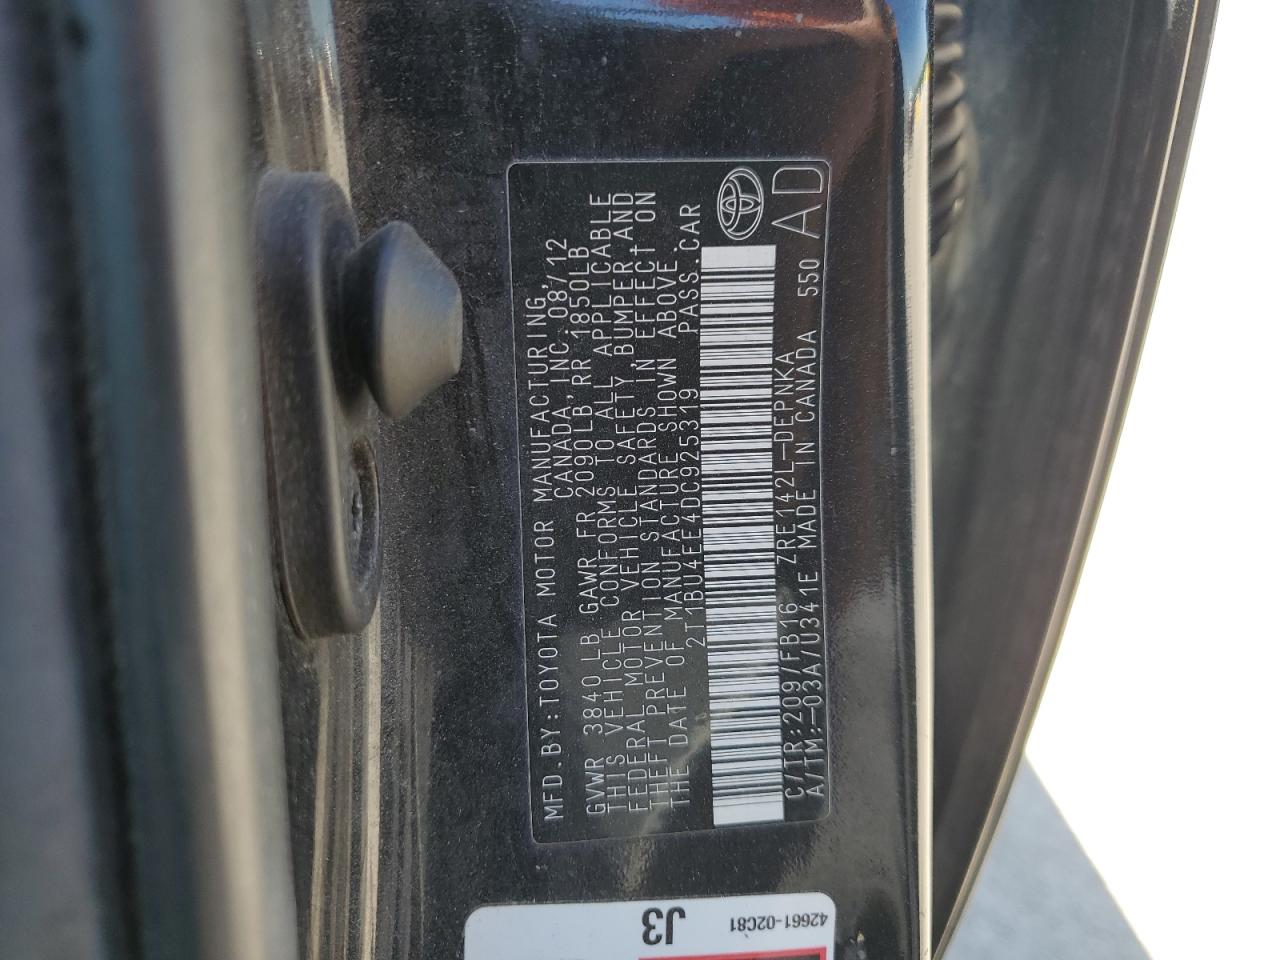 MFD.BY:TOYOTA MOTOR MANUFACTURING,
CANADA,INC.08/12
GVWR 3840LB GAWR FR 2090LB RR 1850LB
THIS VEHICLE CONFORMS TO ALL APPLICABLE
FEDERAL MOTOR VEHICLE SAFETY,BUMPER,AND
THEFT PREVENTION STANDARDS IN EFFECT ON
THE DATE OF MANUFACTURE SHOWN ABOVE.
2T1BU4EE4DC925319 PASS.CAR
C/TR:209/FB16 ZRE142L-DEPNKA
A/TM:-03A/U341E MADE IN CANADA 550 AD
J3
42661-02C81